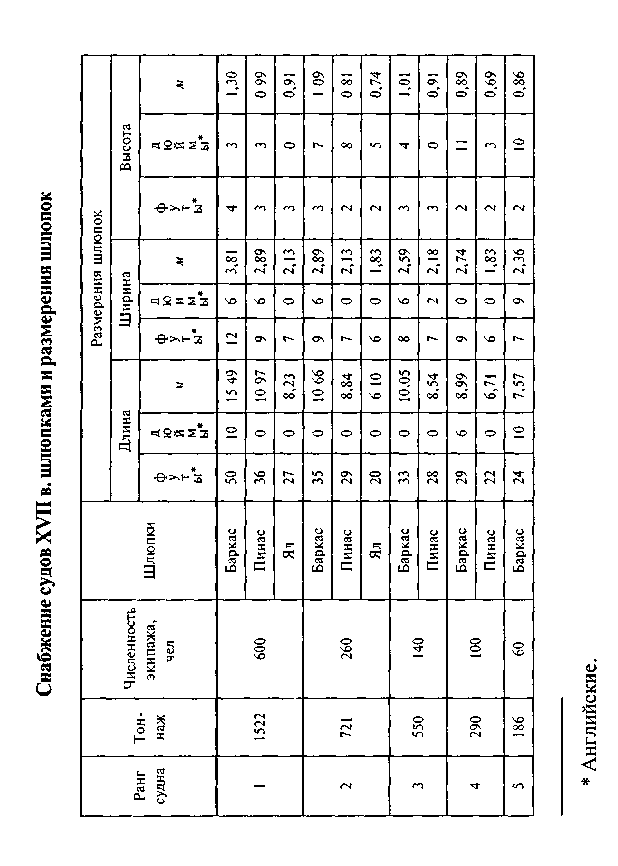 Снабжение судов XVII в. шлюпками и размерения шлюпок
Ранг судна | Тон-наж | Численность экипажа, чел | Шлюпки | Размерения шлюпок
Длина | Ширина | Высота
футы* | дюймы* | м | футы* | дюимы* | м | футы* | дюймы* | м
1 | 1522 | 600 | Баркас | 50 | 10 | 15 49 | 12 | 6 | 3,81 | 4 | 3 | 1,30
Пинас | 36 | 0 | 10 97 | 9 | 6 | 2,89 | 3 | 3 | 0 99
Ял | 27 | 0 | 8,23 | 7 | 0 | 2,13 | 3 | 0 | 0,91
2 | 721 | 260 | Баркас | 35 | 0 | 10 66 | 9 | 6 | 2,89 | 3 | 7 | 1 09
Пинас | 29 | 0 | 8,84 | 7 | 0 | 2,13 | 2 | 8 | 0 81
Ял | 20 | 0 | 6 10 | 6 | 0 | 1,83 | 2 | 5 | 0,74
3 | 550 | 140 | Баркас | 33 | 0 | 10,05 | 8 | 6 | 2,59 | 3 | 4 | 1,01
Пинас | 28 | 0 | 8,54 | 7 | 2 | 2,18 | 3 | 0 | 0,91
4 | 290 | 100 | Баркас | 29 | 6 | 8,99 | 9 | 0 | 2,74 | 2 | 11 | 0,89
Пинас | 22 | 0 | 6,71 | 6 | 0 | 1,83 | 2 | 3 | 0,69
5 | 186 | 60 | Баркас | 24 | 10 | 7,57 | 7 | 9 | 2,36 | 2 | 10 | 0,86
* Английские.